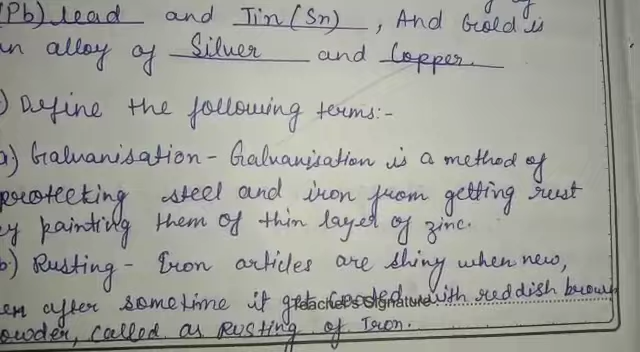 (Pb) lead and Tin (Sn), And Gold is
an alloy of Silver and Copper.
) Define the following terms:-
a) Galvanisation - Galvanisation is a method of
protecting steel and iron from getting rust
by painting them of thin layer of zinc.
b) Rusting - Iron articles are shiny when new,
after sometime it get coated with reddish brown
Teacher's Signature
powder, called as Rusting of Iron.